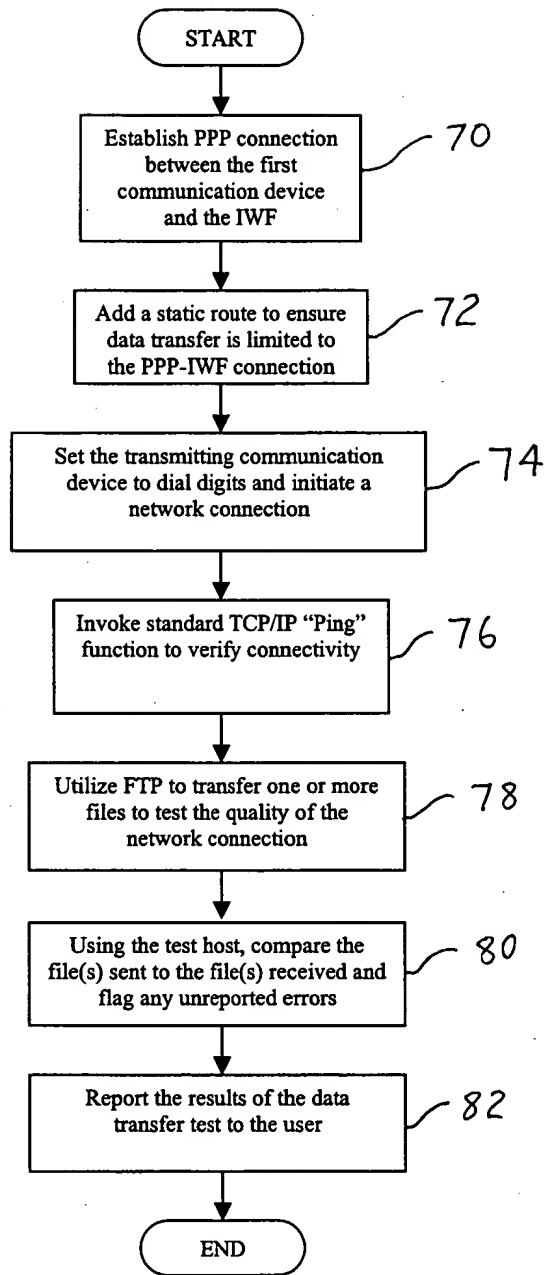 START
Establish PPP connection
between the first
communication device
and the IWF
70
Add a static route to ensure
data transfer is limited to
the PPP-IWF connection
72
Set the transmitting communication
device to dial digits and initiate a
network connection
74
Invoke standard TCP/IP “Ping”
function to verify connectivity
76
Utilize FTP to transfer one or more
files to test the quality of the
network connection
78
Using the test host, compare the
file(s) sent to the file(s) received and
flag any unreported errors
80
Report the results of the data
transfer test to the user
82
END